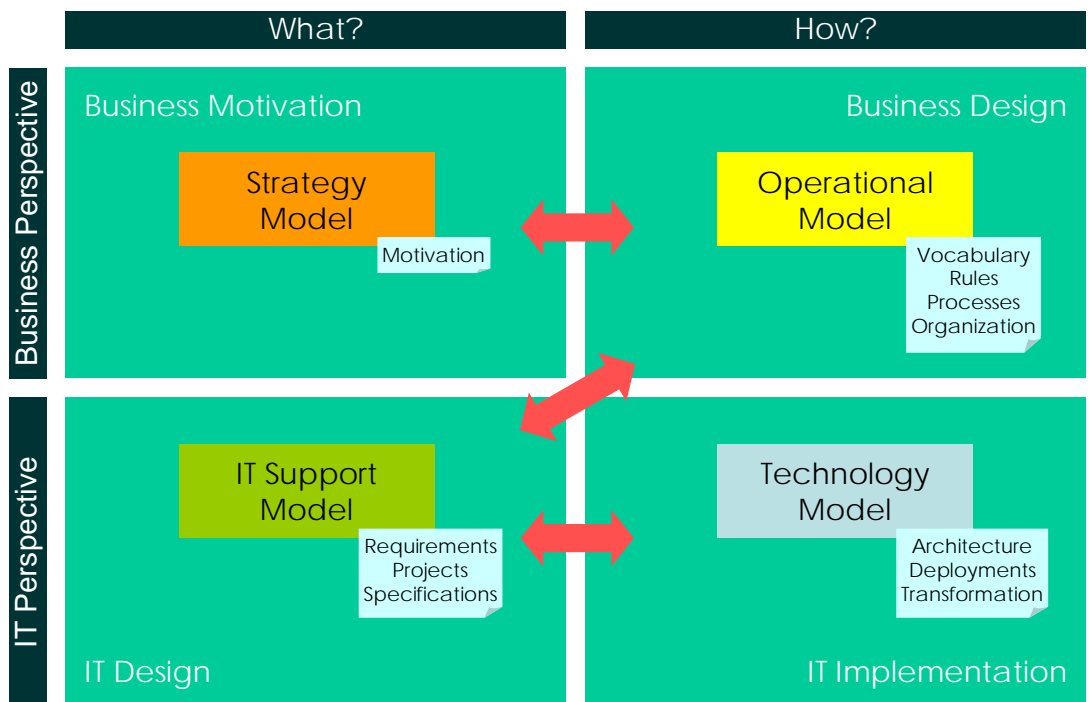 What?
How?
Business Perspective
Business Motivation
Strategy
Model
Motivation
Business Design
Operational
Model
Vocabulary
Rules
Processes
Organization
IT Perspective
IT Support
Model
Requirements
Projects
Specifications
IT Design
Technology
Model
Architecture
Deployments
Transformation
IT Implementation